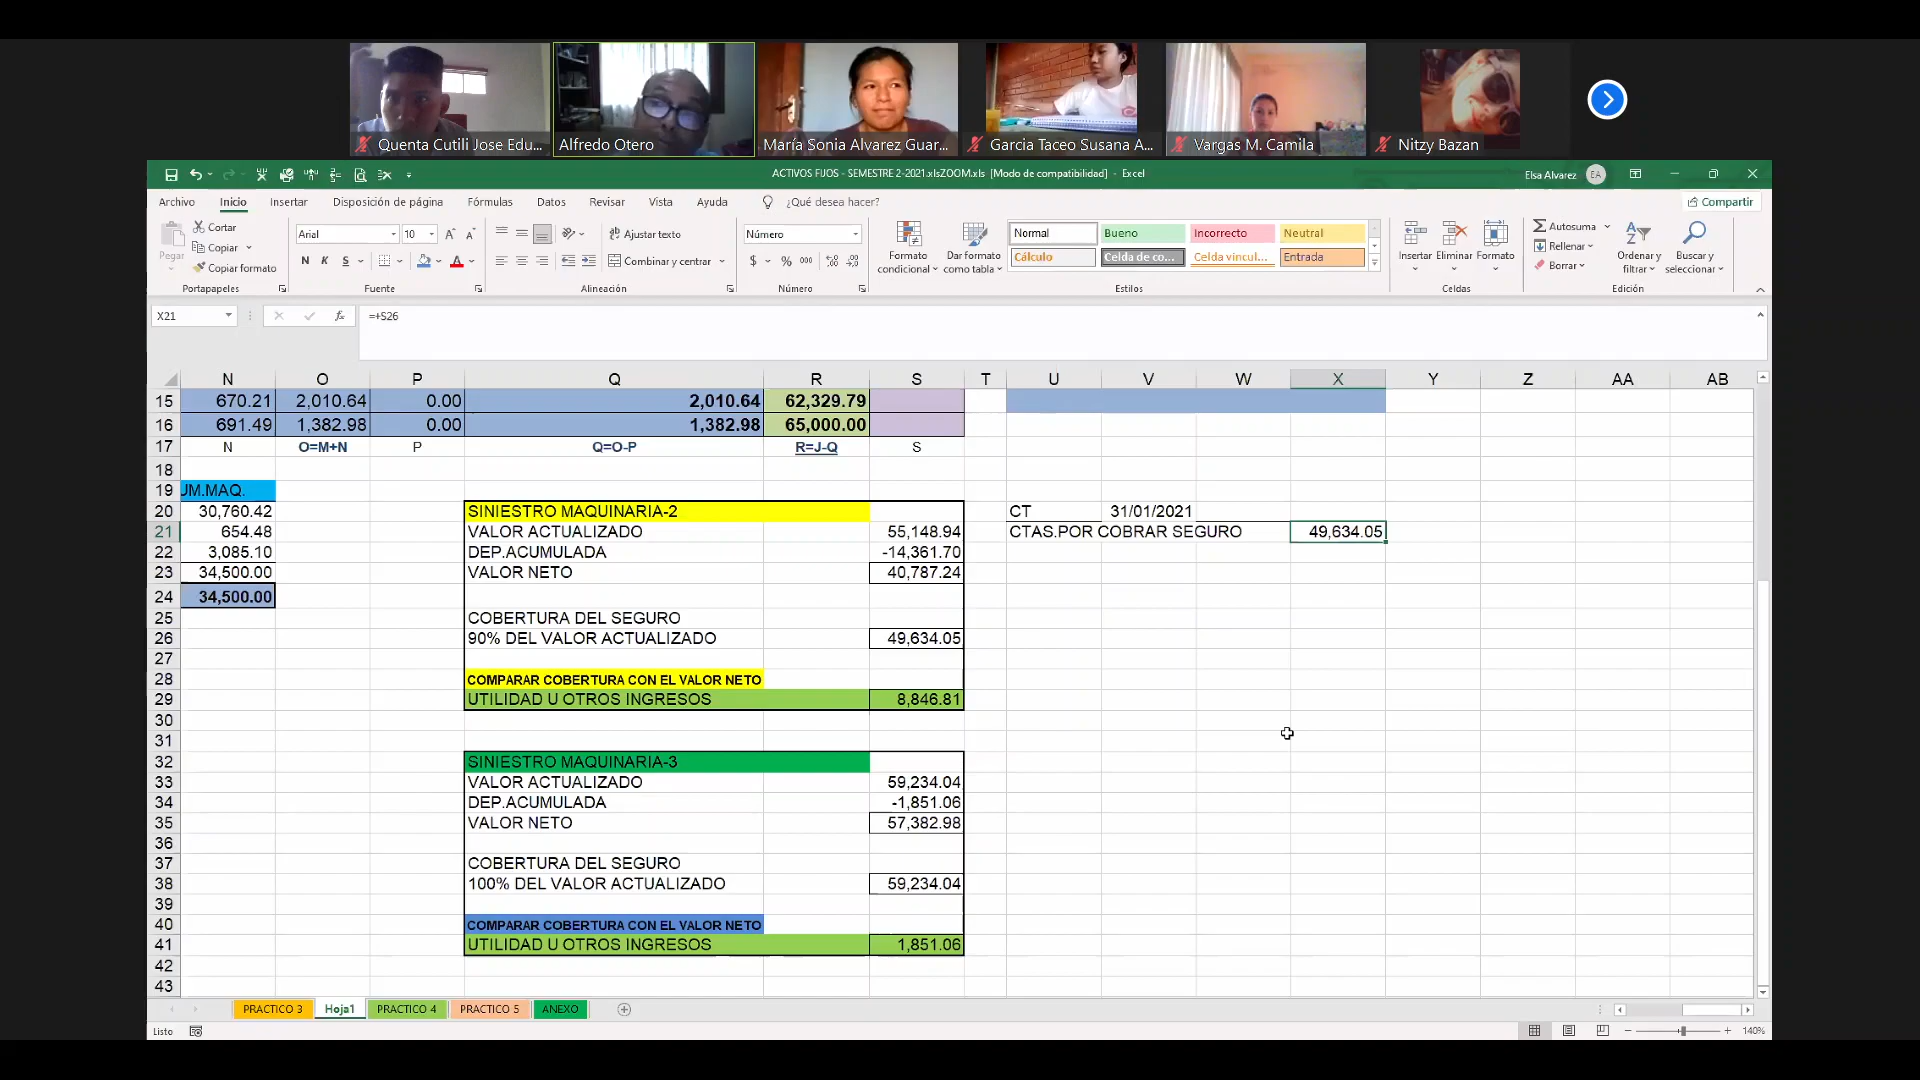 Quenta Cutili Jose Edu...
Alfredo Otero
María Sonia Alvarez Guar...
Garcia Taceo Susana A...
Vargas M. Camila
Nitzy Bazan
ACTIVOS FIJOS - SEMESTRE 2-2021.xlsZOOM.xls [Modo de compatibilidad] - Excel
Elsa Alvarez
EA
Archivo Inicio Insertar Disposición de página Fórmulas Datos Revisar Vista Ayuda ¿Qué desea hacer?
Compartir
Pegar
Cortar
Copiar
Copiar formato
Portapapeles
Arial 10
N K S
Fuente
Ajustar texto
Combinar y centrar
Alineación
Número
$ % 000
Número
Formato condicional
Dar formato como tabla
Normal Bueno Incorrecto Neutral
Cálculo Celda de co... Celda vincul... Entrada
Estilos
Insertar Eliminar Formato
Celdas
Autosuma
Rellenar
Borrar
Ordenar y filtrar
Buscar y seleccionar
Edición
X21 fx =+S26
N O P Q R S T U V W X Y Z AA AB
15 670.21 2,010.64 0.00 2,010.64 62,329.79
16 691.49 1,382.98 0.00 1,382.98 65,000.00
17 N O=M+N P Q=O-P R=J-Q S
18
19 JM.MAQ.
20 30,760.42 SINIESTRO MAQUINARIA-2 CT 31/01/2021
21 654.48 VALOR ACTUALIZADO 55,148.94 CTAS.POR COBRAR SEGURO 49,634.05
22 3,085.10 DEP.ACUMULADA -14,361.70
23 34,500.00 VALOR NETO 40,787.24
24 34,500.00
25 COBERTURA DEL SEGURO
26 90% DEL VALOR ACTUALIZADO 49,634.05
27
28 COMPARAR COBERTURA CON EL VALOR NETO
29 UTILIDAD U OTROS INGRESOS 8,846.81
30
31
32 SINIESTRO MAQUINARIA-3
33 VALOR ACTUALIZADO 59,234.04
34 DEP.ACUMULADA -1,851.06
35 VALOR NETO 57,382.98
36
37 COBERTURA DEL SEGURO
38 100% DEL VALOR ACTUALIZADO 59,234.04
39
40 COMPARAR COBERTURA CON EL VALOR NETO
41 UTILIDAD U OTROS INGRESOS 1,851.06
42
43
PRACTICO 3 Hoja1 PRACTICO 4 PRACTICO 5 ANEXO
Listo
140%